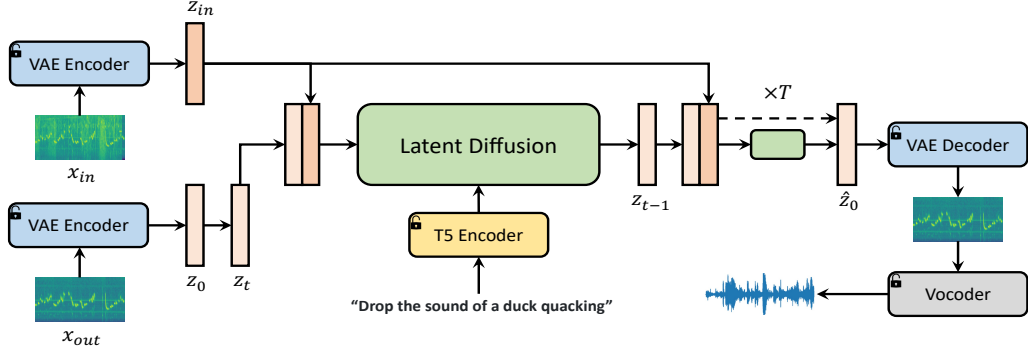 z_in
VAE Encoder
x_in
VAE Encoder
x_out
z_0
z_t
Latent Diffusion
T5 Encoder
“Drop the sound of a duck quacking”
z_{t−1}
×T
ẑ_0
VAE Decoder
Vocoder